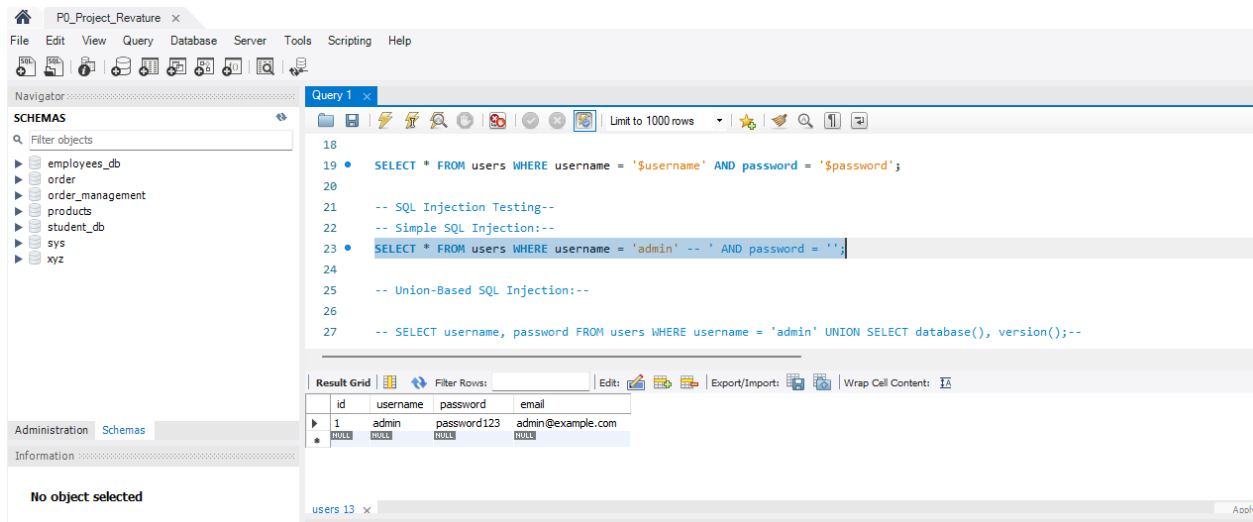 P0_Project_Revature ×
File Edit View Query Database Server Tools Scripting Help
Navigator
SCHEMAS
Filter objects
employees_db
order
order_management
products
student_db
sys
xyz
Administration Schemas
Information
No object selected
Query 1 ×
Limit to 1000 rows
18
19 SELECT * FROM users WHERE username = '$username' AND password = '$password';
20
21 -- SQL Injection Testing--
22 -- Simple SQL Injection:--
23 SELECT * FROM users WHERE username = 'admin' -- ' AND password = '';
24
25 -- Union-Based SQL Injection:--
26
27 -- SELECT username, password FROM users WHERE username = 'admin' UNION SELECT database(), version();--
Result Grid Filter Rows: Edit: Export/Import: Wrap Cell Content:
id username password email
1 admin password123 admin@example.com
NULL NULL NULL NULL
users 13 ×